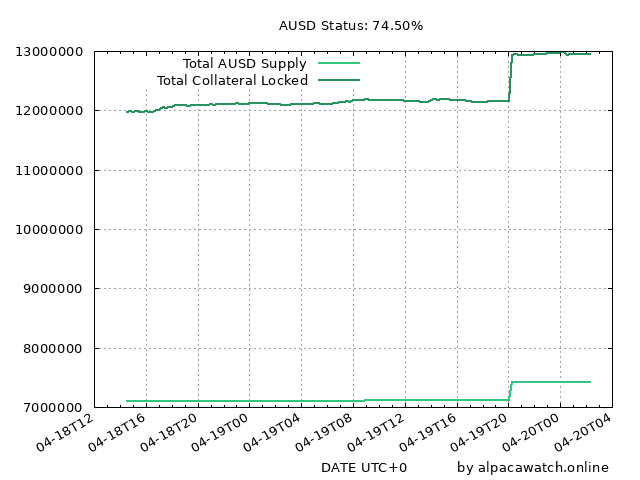 AUSD Status: 74.50%
Total AUSD Supply
Total Collateral Locked
13000000
12000000
11000000
10000000
9000000
8000000
7000000
04-18T12
04-18T16
04-18T20
04-19T00
04-19T04
04-19T08
04-19T12
04-19T16
04-19T20
04-20T00
04-20T04
DATE UTC+0
by alpacawatch.online